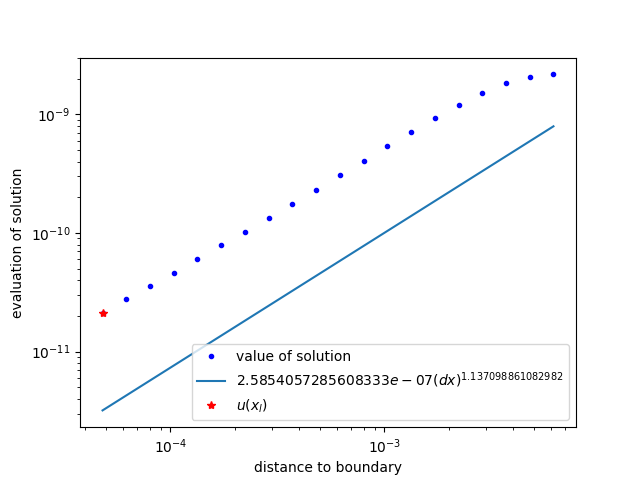 10⁻⁹
10⁻¹⁰
10⁻¹¹
evaluation of solution
value of solution
2.5854057285608333e − 07(dx)^1.137098861082982
u(x_l)
10⁻⁴
10⁻³
distance to boundary